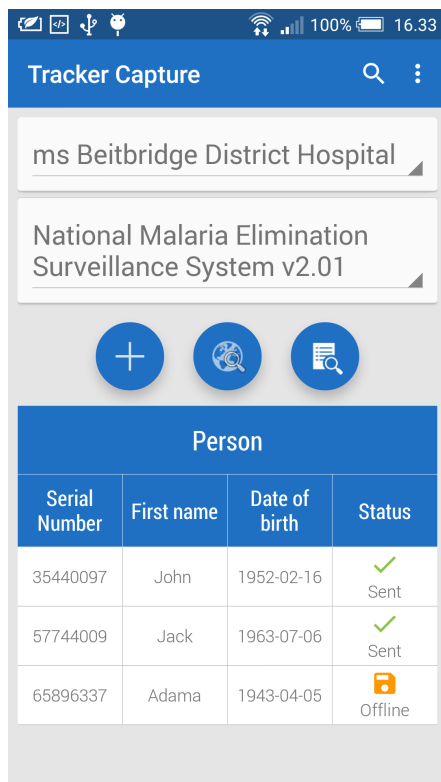 100% 16.33
Tracker Capture
ms Beitbridge District Hospital
National Malaria Elimination
Surveillance System v2.01
Person
Serial Number First name Date of birth Status
35440097 John 1952-02-16 Sent
57744009 Jack 1963-07-06 Sent
65896337 Adama 1943-04-05 Offline